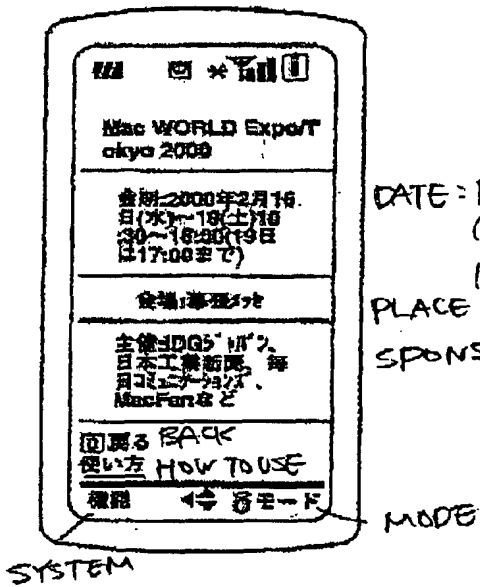 Mac WORLD Expo/T
okyo 2000
会期:2000年2月16
日(水)~19(土)10
:30~18:00(19日
は17:00まで)
会場:幕張メッセ
主催:IDGジャパン、
日本工業新聞、毎
日コミュニケーションズ、
MacFanなど
戻る BACK
使い方 HOW TO USE
機能 モード
DATE :
PLACE
SPONS
MODE
SYSTEM